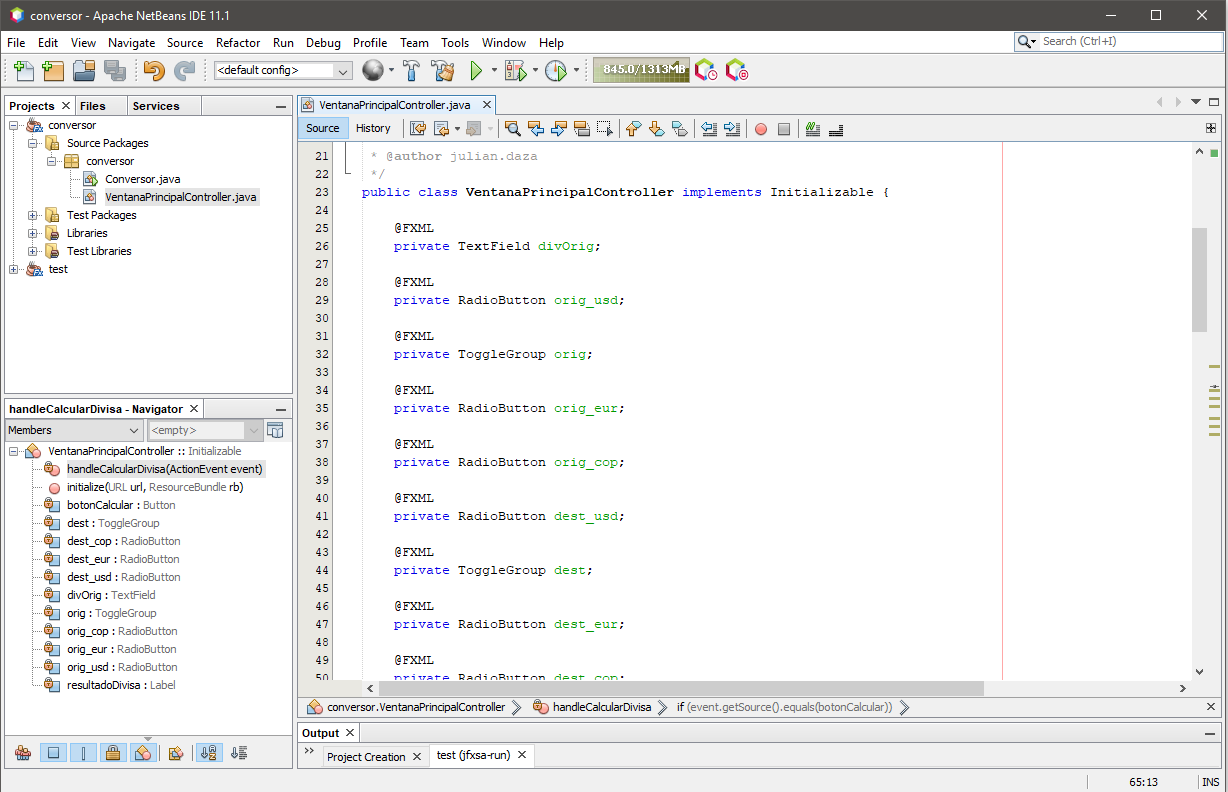 conversor - Apache NetBeans IDE 11.1
File Edit View Navigate Source Refactor Run Debug Profile Team Tools Window Help
Search (Ctrl+I)
<default config>
845.0/1313MB
Projects Files Services
conversor
Source Packages
conversor
Conversor.java
VentanaPrincipalController.java
Test Packages
Libraries
Test Libraries
test
handleCalcularDivisa - Navigator
Members <empty>
VentanaPrincipalController :: Initializable
handleCalcularDivisa(ActionEvent event)
initialize(URL url, ResourceBundle rb)
botonCalcular : Button
dest : ToggleGroup
dest_cop : RadioButton
dest_eur : RadioButton
dest_usd : RadioButton
divOrig : TextField
orig : ToggleGroup
orig_cop : RadioButton
orig_eur : RadioButton
orig_usd : RadioButton
resultadoDivisa : Label
VentanaPrincipalController.java
Source History
21 * @author julian.daza
22 */
23 public class VentanaPrincipalController implements Initializable {
24
25 @FXML
26 private TextField divOrig;
27
28 @FXML
29 private RadioButton orig_usd;
30
31 @FXML
32 private ToggleGroup orig;
33
34 @FXML
35 private RadioButton orig_eur;
36
37 @FXML
38 private RadioButton orig_cop;
39
40 @FXML
41 private RadioButton dest_usd;
42
43 @FXML
44 private ToggleGroup dest;
45
46 @FXML
47 private RadioButton dest_eur;
48
49 @FXML
50 private RadioButton dest_cop;
conversor.VentanaPrincipalController handleCalcularDivisa if (event.getSource().equals(botonCalcular))
Output
Project Creation test (jfxsa-run)
65:13 INS